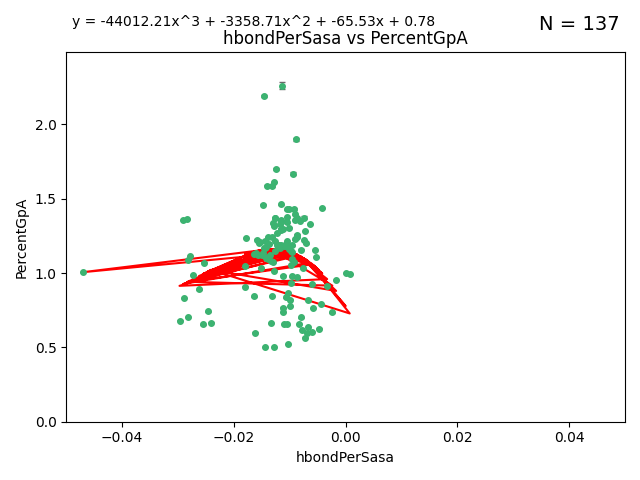 y = -44012.21x^3 + -3358.71x^2 + -65.53x + 0.78
N = 137
hbondPerSasa vs PercentGpA
PercentGpA
2.0
1.5
1.0
0.5
0.0
−0.04 −0.02 0.00 0.02 0.04
hbondPerSasa